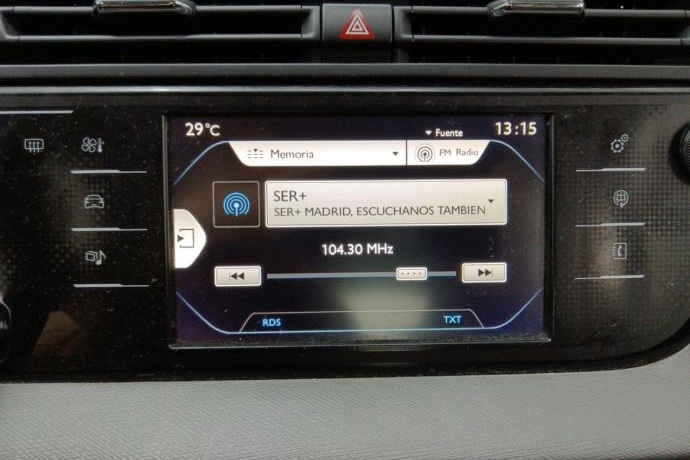 29°C
Fuente
13:15
Memoria
FM Radio
SER+
SER+ MADRID, ESCUCHANOS TAMBIEN
104.30 MHz
RDS
TXT